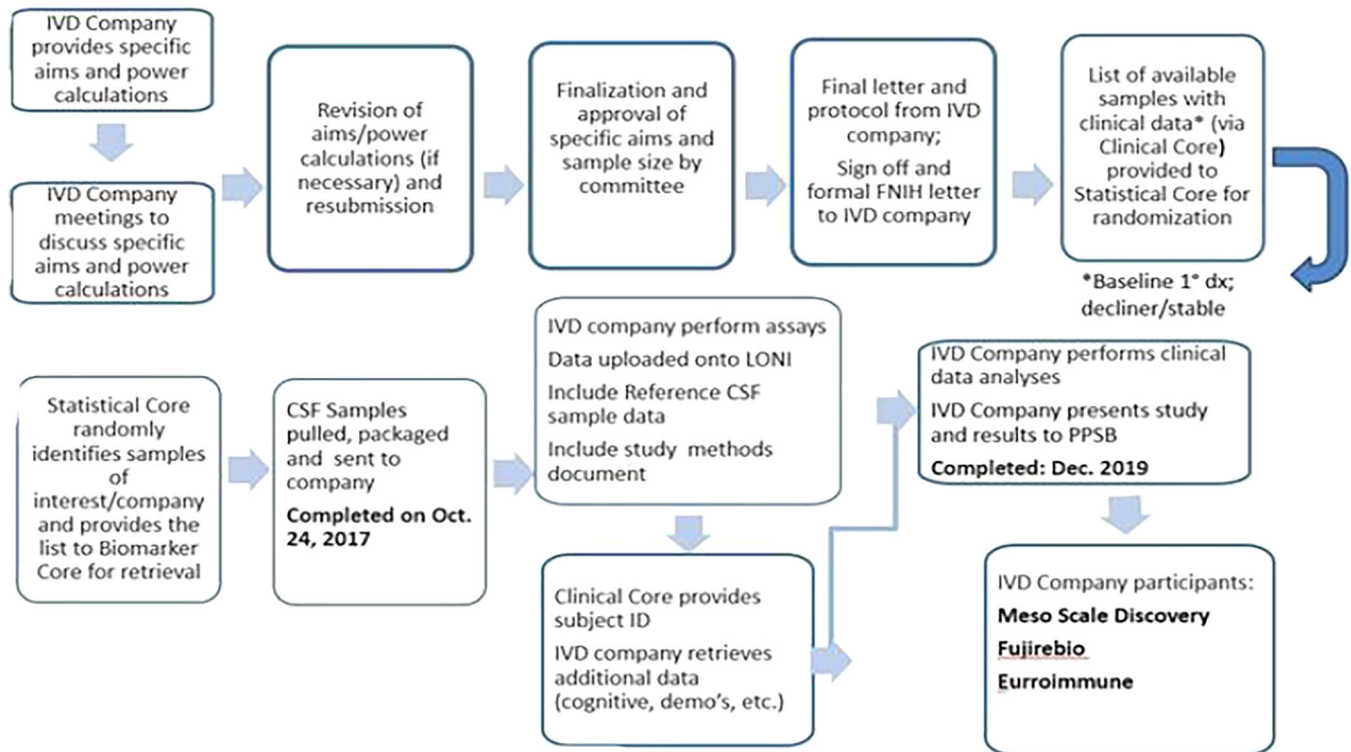 IVD Company
provides specific
aims and power
calculations
IVD Company
meetings to
discuss specific
aims and power
calculations
Revision of
aims/power
calculations (if
necessary) and
resubmission
Finalization and
approval of
specific aims and
sample size by
committee
Final letter and
protocol from IVD
company;
Sign off and
formal FNIH letter
to IVD company
List of available
samples with
clinical data* (via
Clinical Core)
provided to
Statistical Core for
randomization
*Baseline 1° dx;
decliner/stable
Statistical Core
randomly
identifies samples
of
interest/company
and provides the
list to Biomarker
Core for retrieval
CSF Samples
pulled, packaged
and sent to
company
Completed on Oct.
24, 2017
IVD company perform assays
Data uploaded onto LONI
Include Reference CSF
sample data
Include study methods
document
Clinical Core provides
subject ID
IVD company retrieves
additional data
(cognitive, demo's, etc.)
IVD Company performs clinical
data analyses
IVD Company presents study
and results to PPSB
Completed: Dec. 2019
IVD Company participants:
Meso Scale Discovery
Fujirebio
Eurroimmune